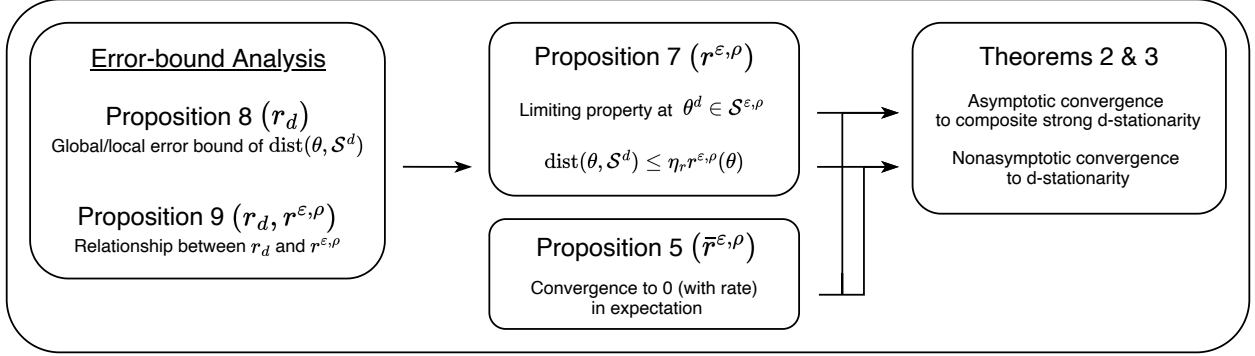 Error-bound Analysis
Proposition 8 (r_d)
Global/local error bound of dist(θ, 𝒮^d)
Proposition 9 (r_d, r^{ε,ρ})
Relationship between r_d and r^{ε,ρ}
Proposition 7 (r^{ε,ρ})
Limiting property at θ^d ∈ 𝒮^{ε,ρ}
dist(θ, 𝒮^d) ≤ η_r r^{ε,ρ}(θ)
Proposition 5 (r̄^{ε,ρ})
Convergence to 0 (with rate)
in expectation
Theorems 2 & 3
Asymptotic convergence
to composite strong d-stationarity
Nonasymptotic convergence
to d-stationarity